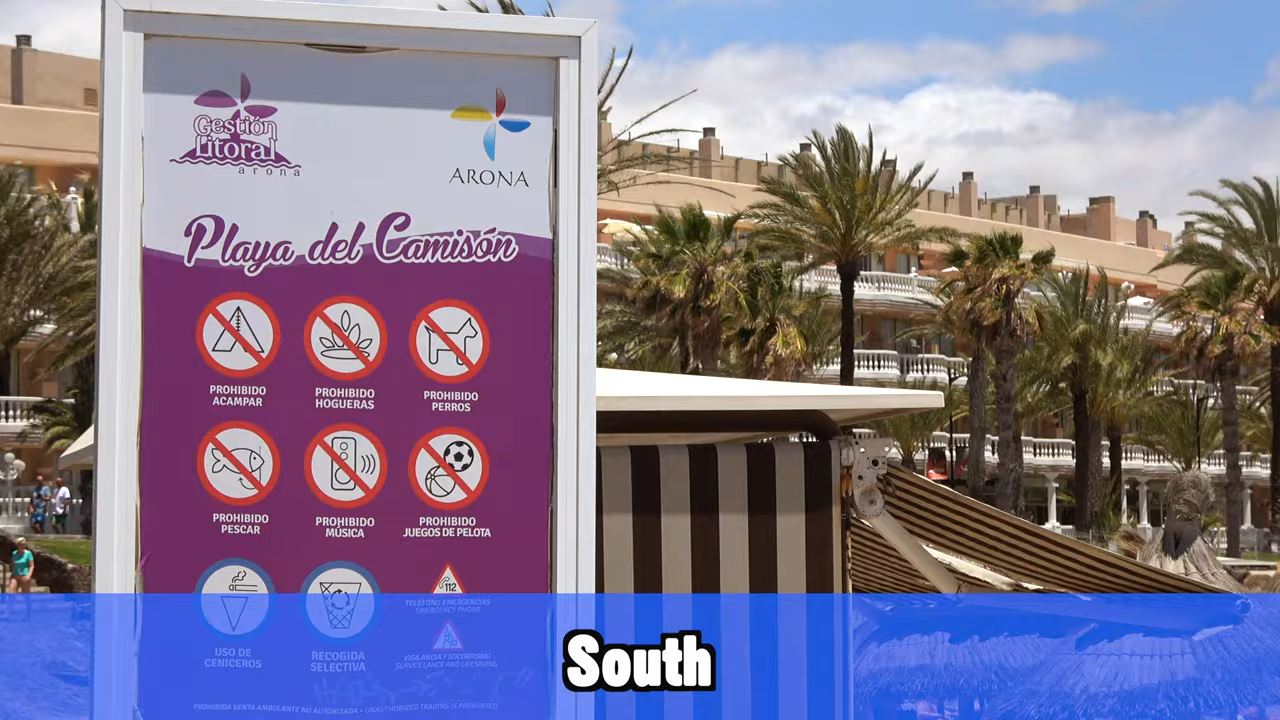 Gestión
Litoral
arona
ARONA
Playa del Camisón
PROHIBIDO
ACAMPAR
PROHIBIDO
HOGUERAS
PROHIBIDO
PERROS
PROHIBIDO
PESCAR
PROHIBIDO
MÚSICA
PROHIBIDO
JUEGOS DE PELOTA
USO DE
CENICEROS
RECOGIDA
SELECTIVA
112
TELÉFONO EMERGENCIAS
EMERGENCY PHONE
VIGILANCIA Y SOCORRISMO
SURVEILLANCE AND LIFESAVING
PROHIBIDO VENTA AMBULANTE NO AUTORIZADA • UNAUTHORIZED TRADING IS PROHIBITED
South